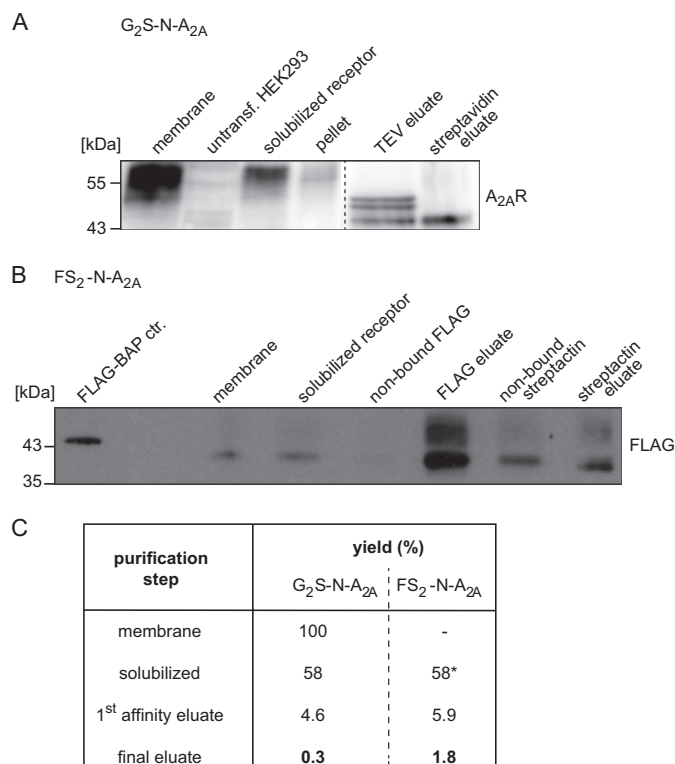 A
G2S-N-A2A
membrane
untransf. HEK293
solubilized receptor
pellet
TEV eluate
streptavidin
eluate
[kDa]
55
43
A2AR
B
FS2-N-A2A
FLAG-BAP ctr.
membrane
solubilized receptor
non-bound FLAG
FLAG eluate
non-bound
streptactin
streptactin
eluate
[kDa]
43
35
FLAG
C
purification
step
yield (%)
G2S-N-A2A FS2-N-A2A
membrane 100 -
solubilized 58 58*
1st affinity eluate 4.6 5.9
final eluate 0.3 1.8